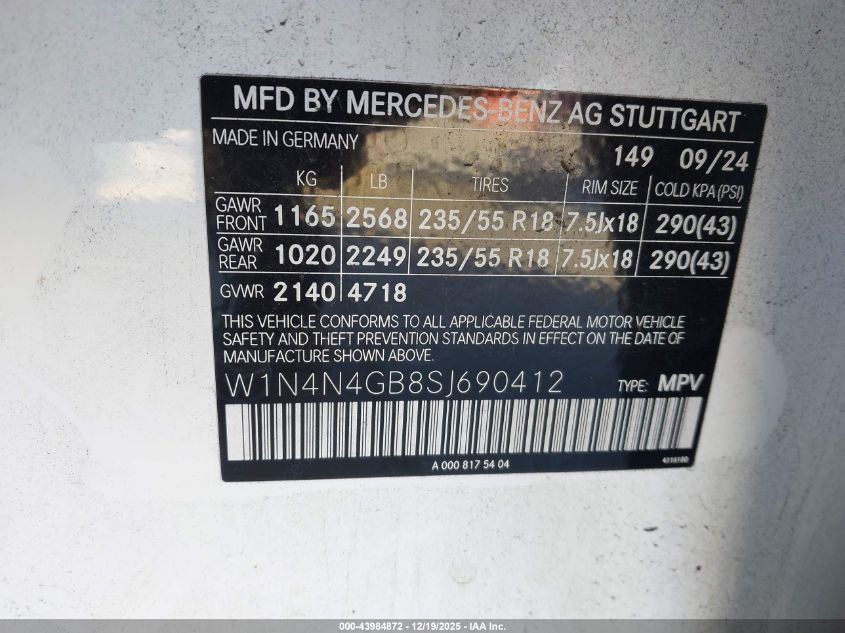 MFD BY MERCEDES-BENZ AG STUTTGART
MADE IN GERMANY
149 09/24
KG LB TIRES RIM SIZE COLD KPA (PSI)
GAWR FRONT 1165 2568 235/55 R18 7.5Jx18 290(43)
GAWR REAR 1020 2249 235/55 R18 7.5Jx18 290(43)
GVWR 2140 4718
THIS VEHICLE CONFORMS TO ALL APPLICABLE FEDERAL MOTOR VEHICLE
SAFETY AND THEFT PREVENTION STANDARDS IN EFFECT ON THE DATE
OF MANUFACTURE SHOWN ABOVE.
W1N4N4GB8SJ690412 TYPE: MPV
A 000 817 54 04
000-43984872 - 12/19/2025 - IAA Inc.